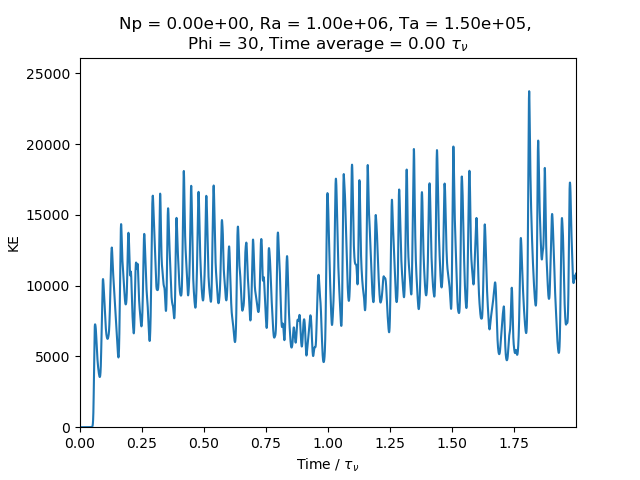 Np = 0.00e+00, Ra = 1.00e+06, Ta = 1.50e+05,
Phi = 30, Time average = 0.00 τν
25000
20000
15000
10000
5000
0
KE
0.00 0.25 0.50 0.75 1.00 1.25 1.50 1.75
Time / τν